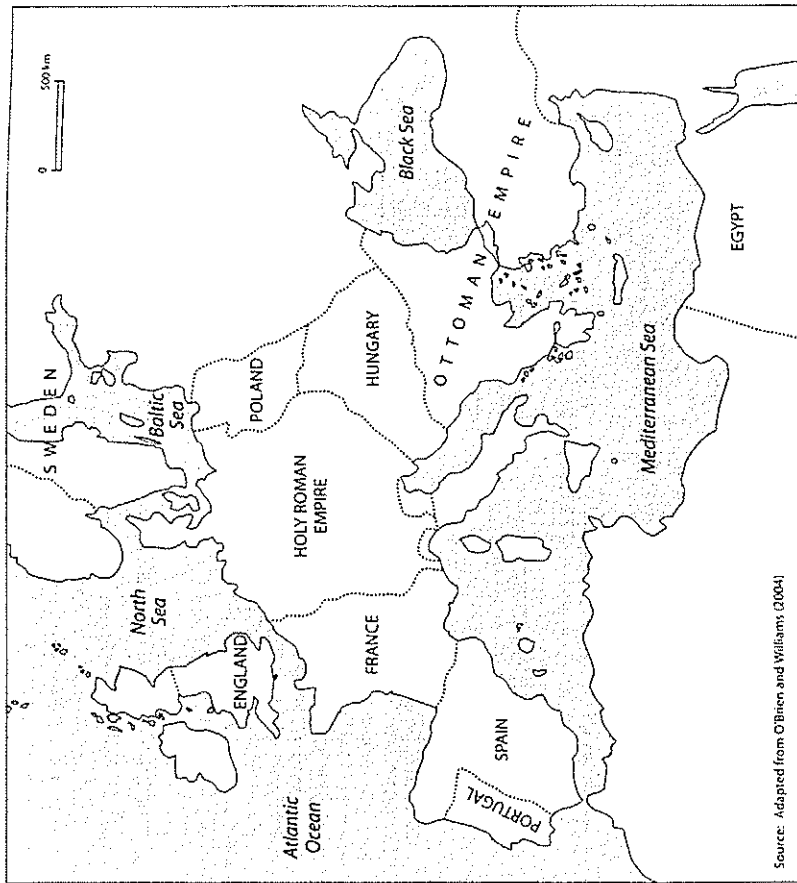 0 500 km
SWEDEN
Baltic
Sea
North
Sea
ENGLAND
Atlantic
Ocean
POLAND
HOLY ROMAN
EMPIRE
HUNGARY
FRANCE
Black Sea
OTTOMAN EMPIRE
SPAIN
PORTUGAL
Mediterranean Sea
EGYPT
Source: Adapted from O'Brien and Williams (2004)